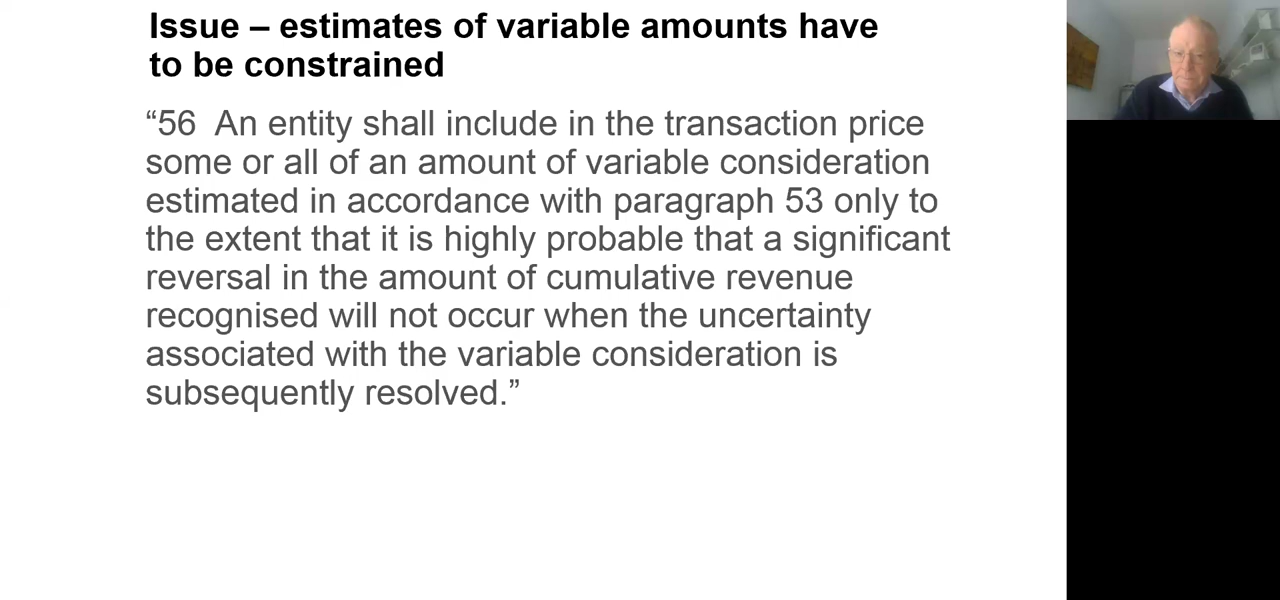 Issue – estimates of variable amounts have
to be constrained
“56  An entity shall include in the transaction price
some or all of an amount of variable consideration
estimated in accordance with paragraph 53 only to
the extent that it is highly probable that a significant
reversal in the amount of cumulative revenue
recognised will not occur when the uncertainty
associated with the variable consideration is
subsequently resolved.”